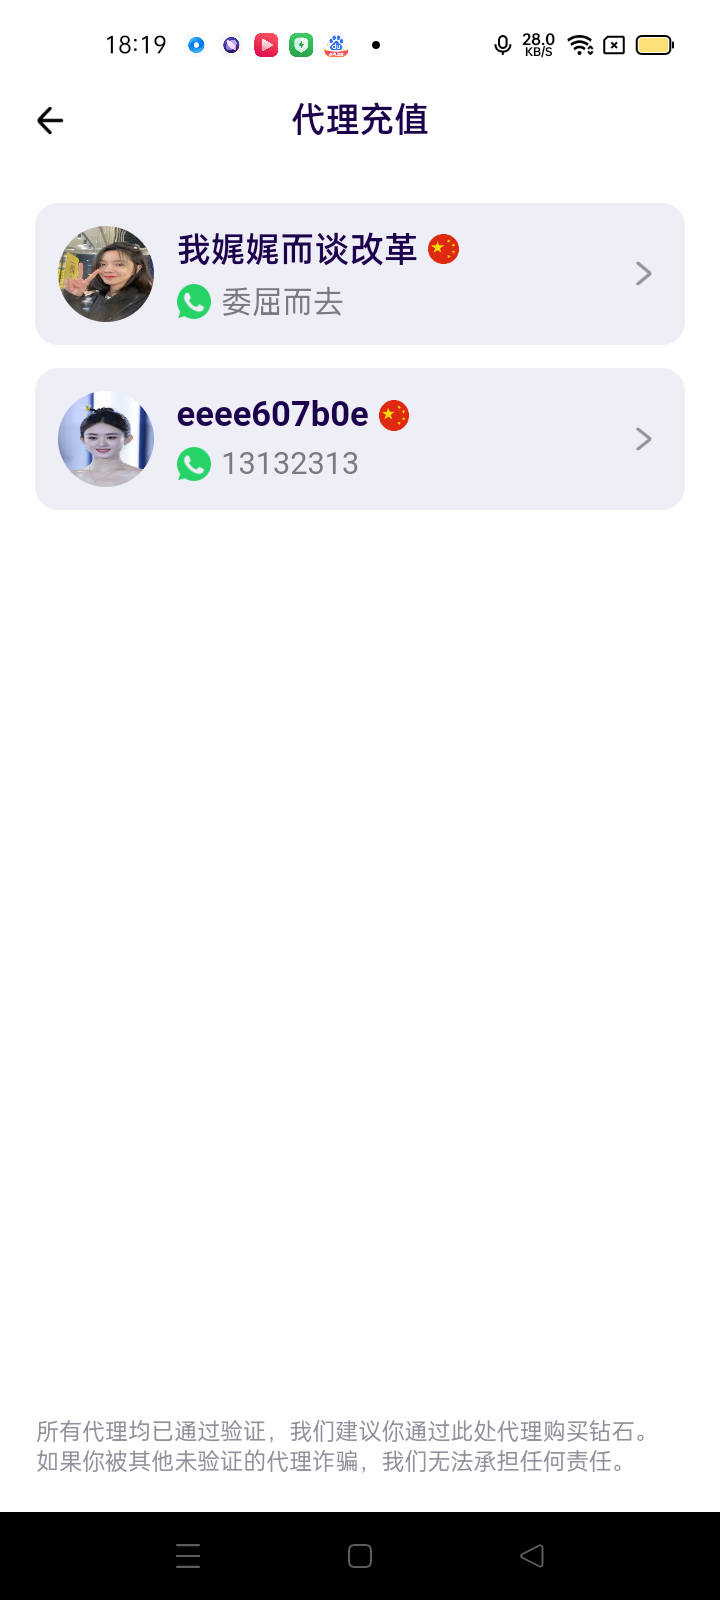 18:19
28.0
KB/S
代理充值
我娓娓而谈改革
委屈而去
eeee607b0e
13132313
所有代理均已通过验证，我们建议你通过此处代理购买钻石。
如果你被其他未验证的代理诈骗，我们无法承担任何责任。